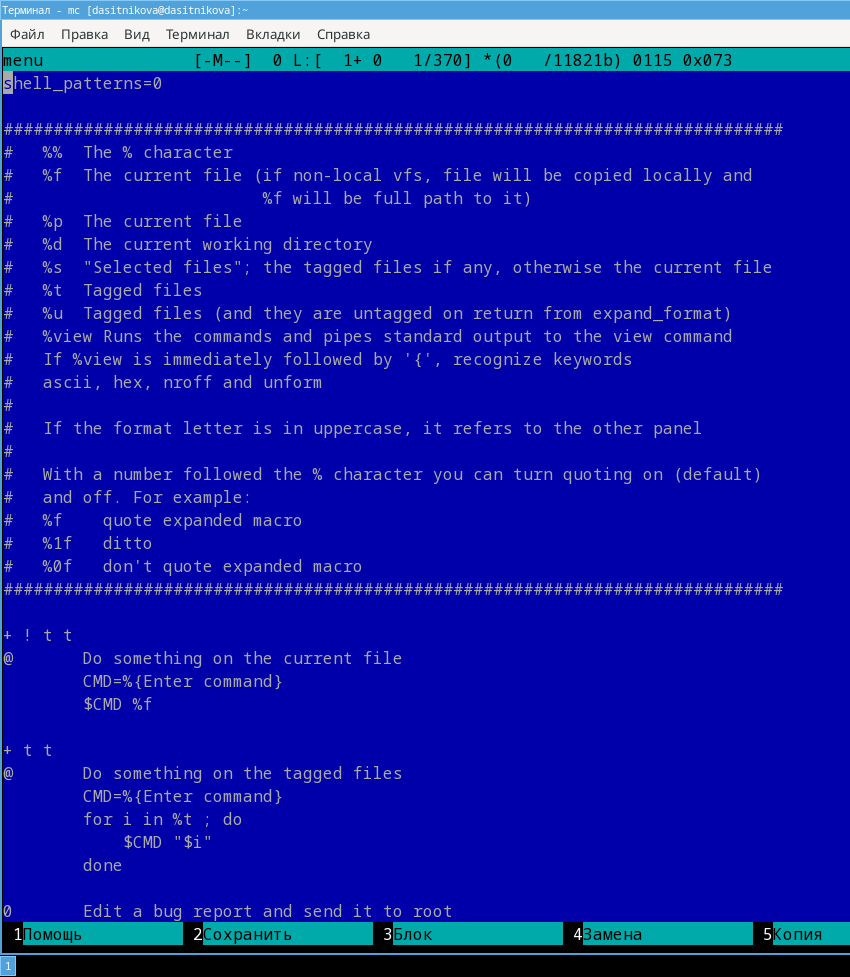 Терминал - mc [dasitnikova@dasitnikova]:~
Файл Правка Вид Терминал Вкладки Справка
menu [-M--] 0 L:[ 1+ 0 1/370] *(0 /11821b) 0115 0x073
shell_patterns=0
##############################################################################
# %% The % character
# %f The current file (if non-local vfs, file will be copied locally and
# %f will be full path to it)
# %p The current file
# %d The current working directory
# %s "Selected files"; the tagged files if any, otherwise the current file
# %t Tagged files
# %u Tagged files (and they are untagged on return from expand_format)
# %view Runs the commands and pipes standard output to the view command
# If %view is immediately followed by '{', recognize keywords
# ascii, hex, nroff and unform
#
# If the format letter is in uppercase, it refers to the other panel
#
# With a number followed the % character you can turn quoting on (default)
# and off. For example:
# %f quote expanded macro
# %1f ditto
# %0f don't quote expanded macro
##############################################################################
+ ! t t
@ Do something on the current file
CMD=%{Enter command}
$CMD %f
+ t t
@ Do something on the tagged files
CMD=%{Enter command}
for i in %t ; do
$CMD "$i"
done
0 Edit a bug report and send it to root
1Помощь 2Сохранить 3Блок 4Замена 5Копия
1